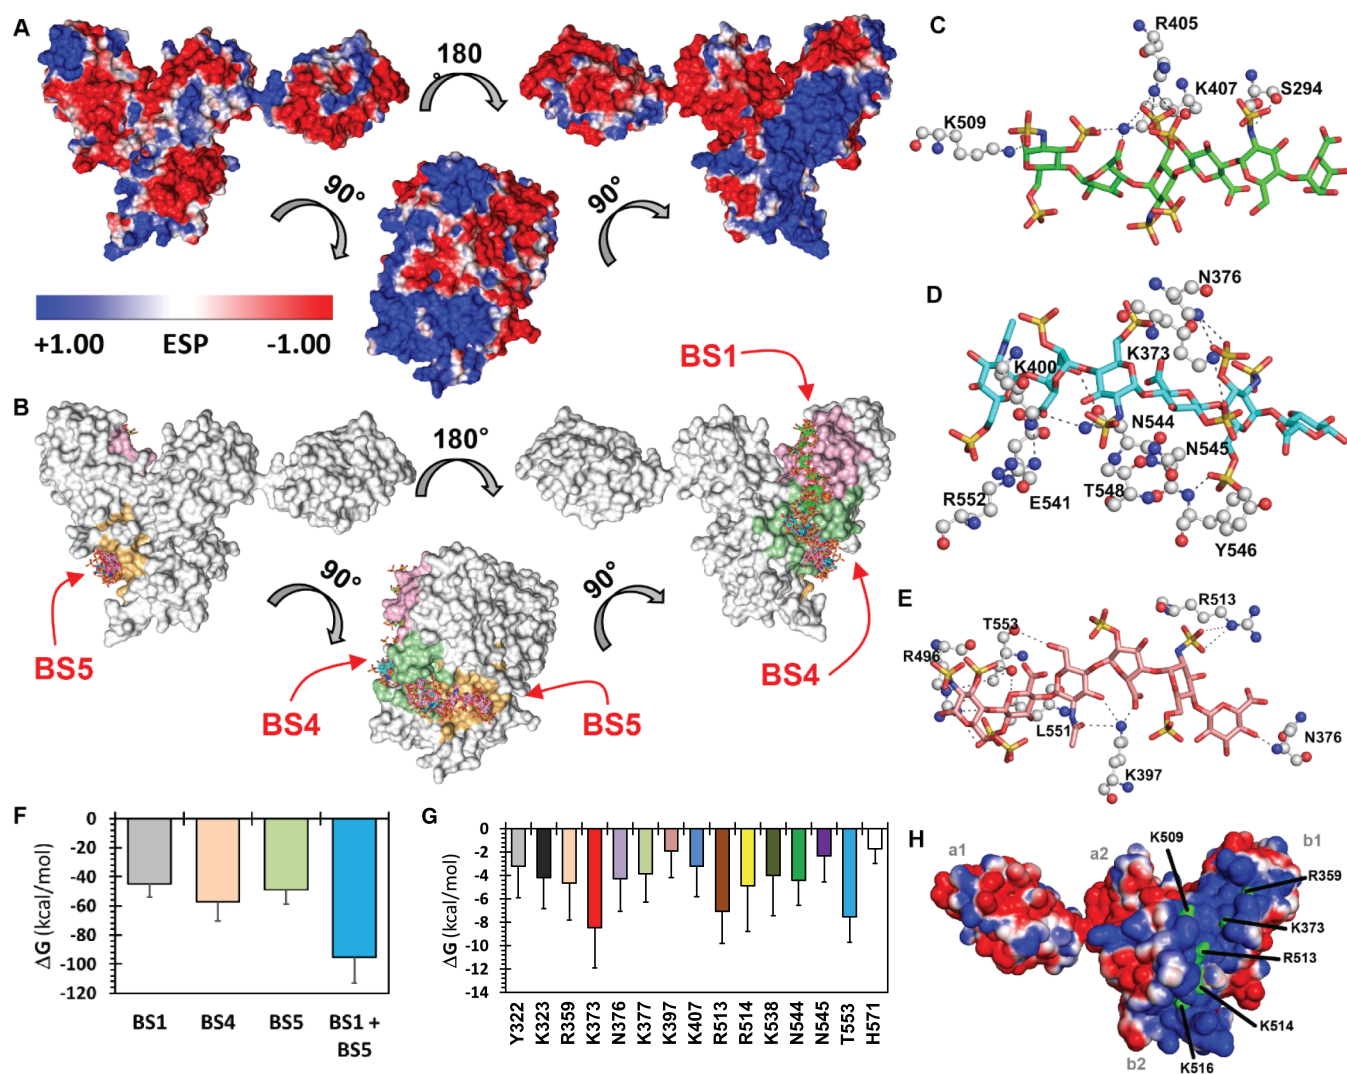 A
180
°
90°
90°
+1.00 ESP -1.00
B
180°
90°
90°
BS1
BS5
BS4
BS5
BS4
C
R405
K407
S294
K509
D
N376
K400
K373
N544
N545
R552
E541
T548
Y546
E
R513
T553
R496
L551
N376
K397
F
ΔG (kcal/mol)
0
-20
-40
-60
-80
-100
-120
BS1
BS4
BS5
BS1 +
BS5
G
ΔG (kcal/mol)
0
-2
-4
-6
-8
-10
-12
-14
Y322
K323
R359
K373
N376
K377
K397
K407
R513
R514
K538
N544
N545
T553
H571
H
a1
a2
b1
b2
K509
R359
K373
R513
K514
K516